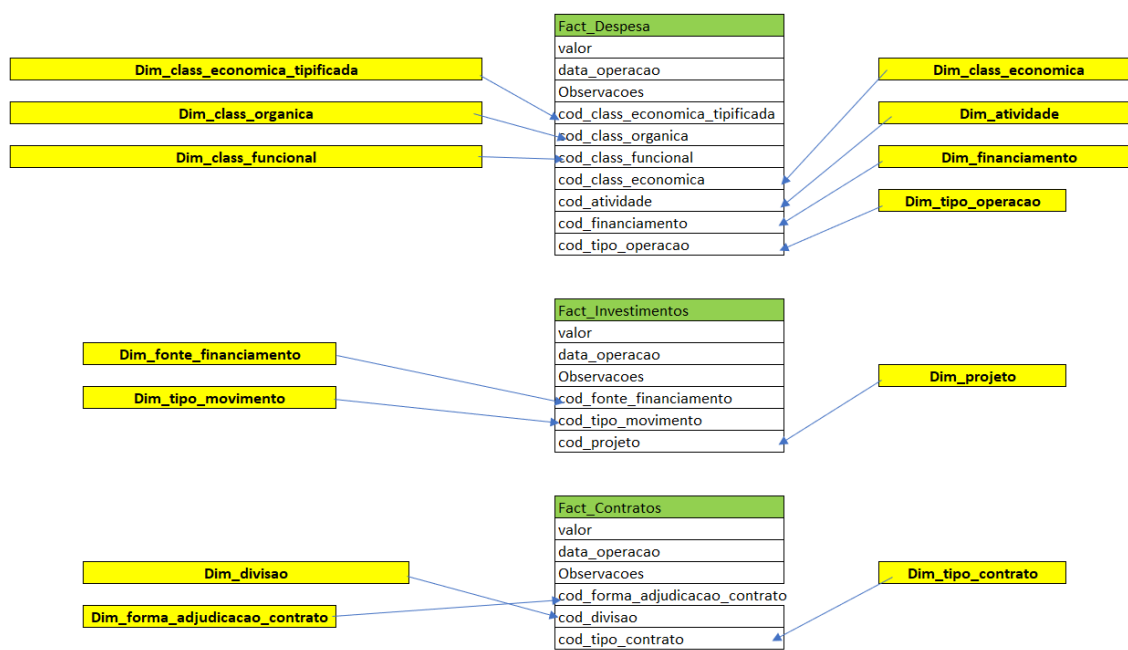 Fact_Despesa
valor
data_operacao
Observacoes
cod_class_economica_tipificada
cod_class_organica
cod_class_funcional
cod_class_economica
cod_atividade
cod_financiamento
cod_tipo_operacao
Dim_class_economica_tipificada
Dim_class_organica
Dim_class_funcional
Dim_class_economica
Dim_atividade
Dim_financiamento
Dim_tipo_operacao
Fact_Investimentos
valor
data_operacao
Observacoes
cod_fonte_financiamento
cod_tipo_movimento
cod_projeto
Dim_fonte_financiamento
Dim_tipo_movimento
Dim_projeto
Fact_Contratos
valor
data_operacao
Observacoes
cod_forma_adjudicacao_contrato
cod_divisao
cod_tipo_contrato
Dim_divisao
Dim_forma_adjudicacao_contrato
Dim_tipo_contrato